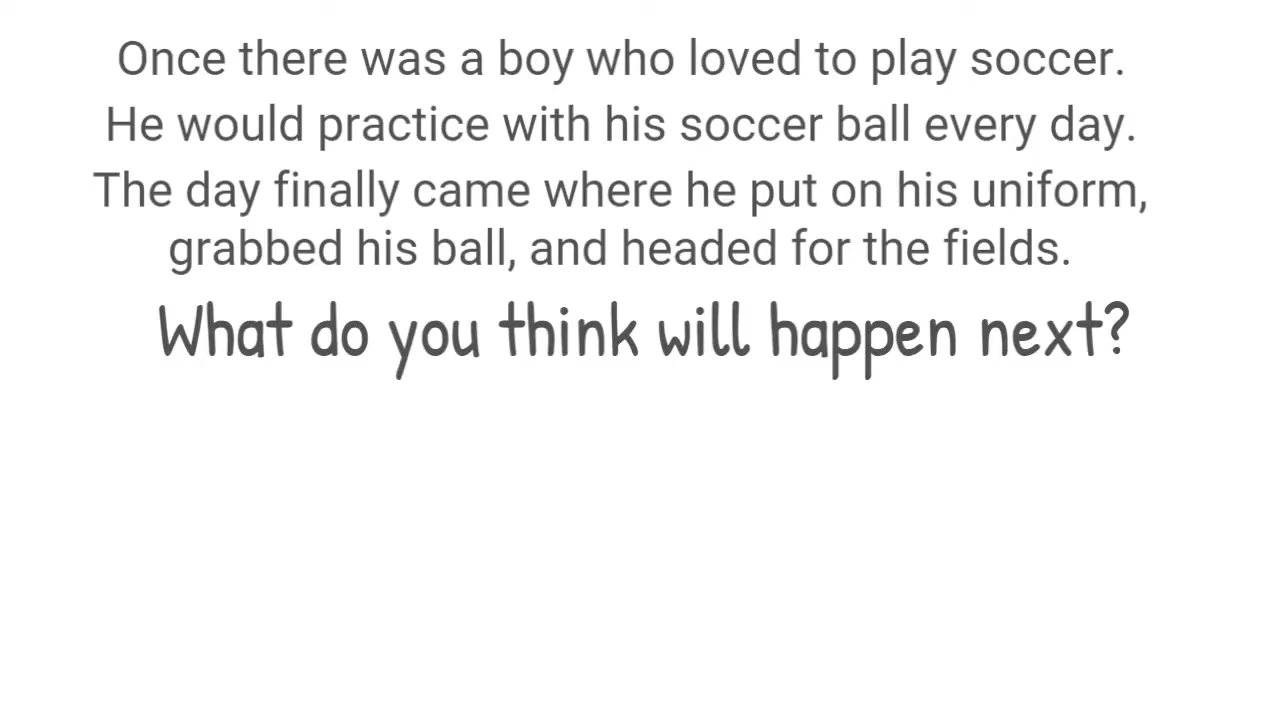 Once there was a boy who loved to play soccer.
He would practice with his soccer ball every day.
The day finally came where he put on his uniform,
grabbed his ball, and headed for the fields.
What do you think will happen next?